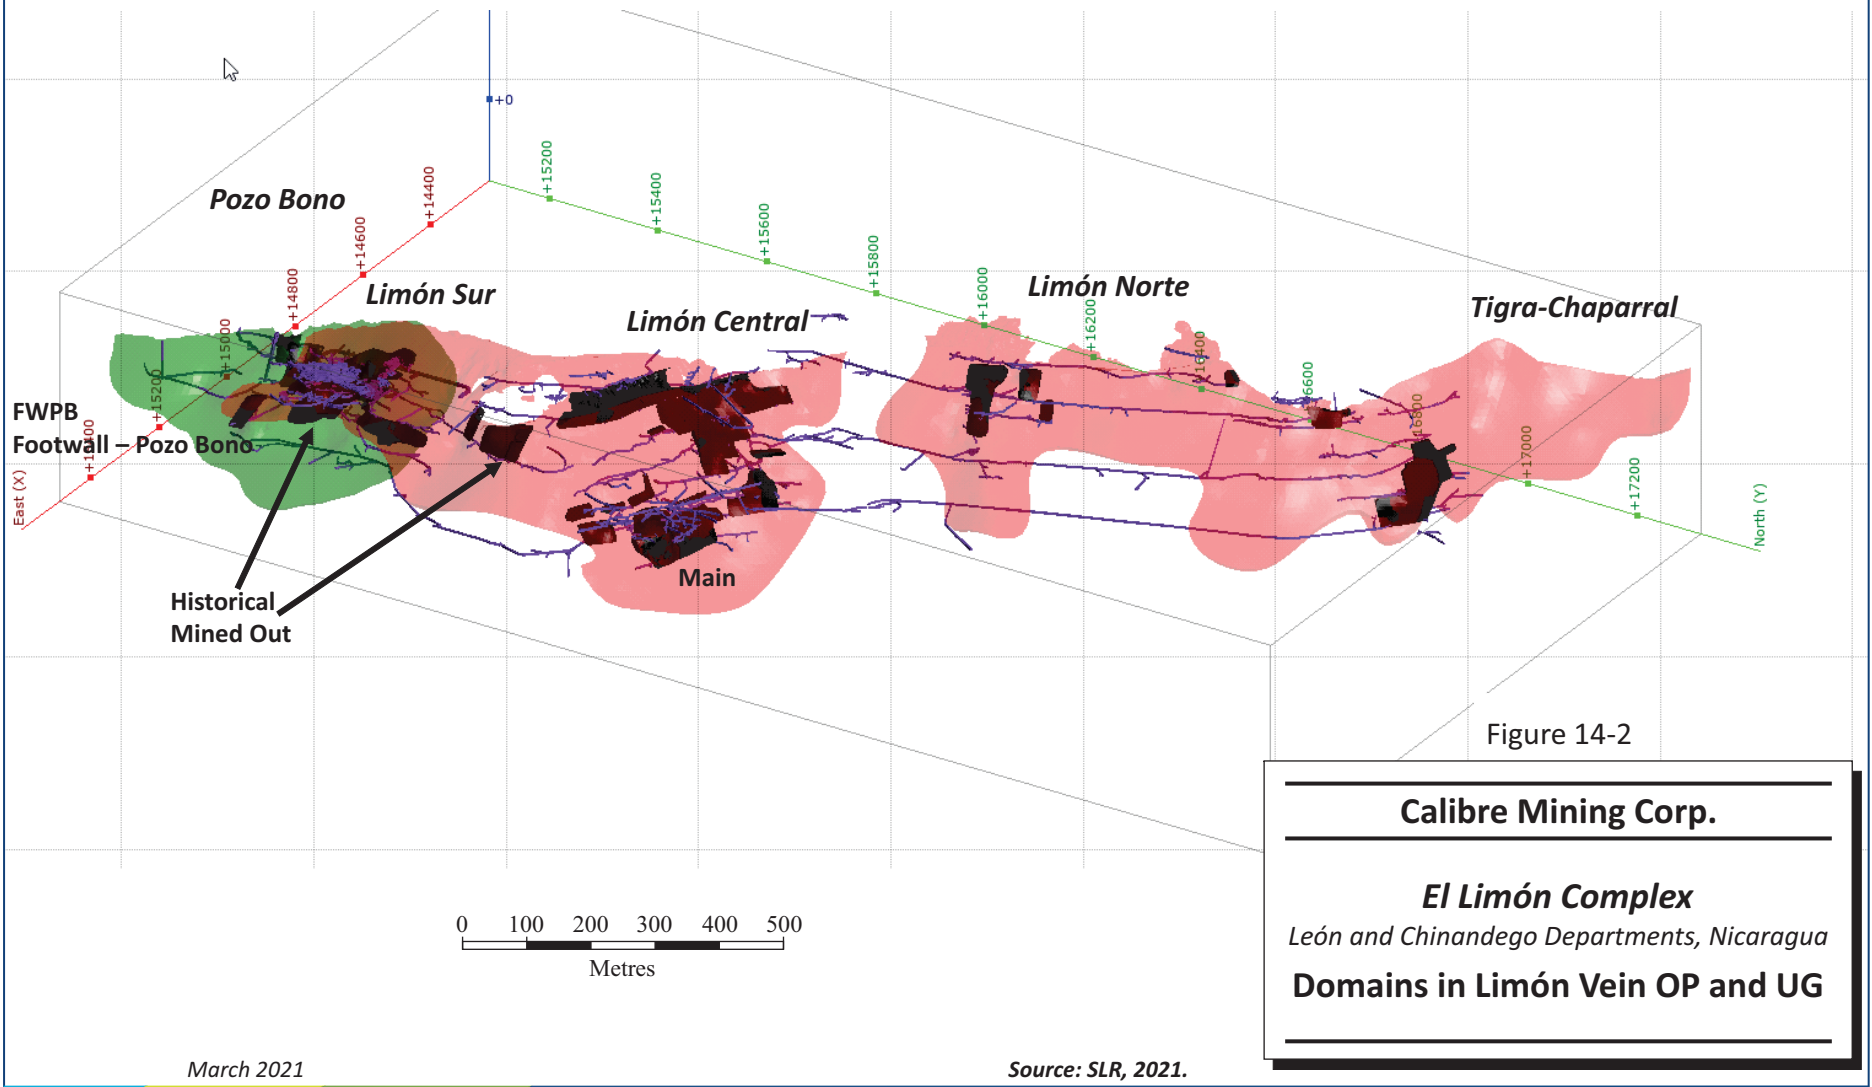 +0
Pozo Bono
+14400
+14600
+14800
+15000
+15200
+15200
+15400
+15600
+15800
+16000
+16200
+17000
+17200
Limón Sur
Limón Central
Limón Norte
Tigra-Chaparral
FWPB
Footwall – Pozo Bono
East (X)
North (Y)
Historical
Mined Out
Main
Figure 14-2
Calibre Mining Corp.
El Limón Complex
León and Chinandego Departments, Nicaragua
Domains in Limón Vein OP and UG
0 100 200 300 400 500
Metres
March 2021
Source: SLR, 2021.